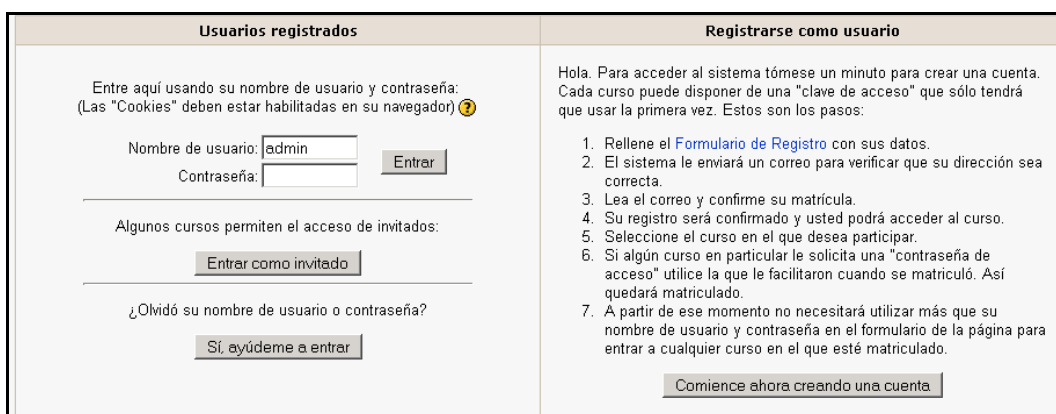 Usuarios registrados
Entre aquí usando su nombre de usuario y contraseña:
(Las "Cookies" deben estar habilitadas en su navegador) ?
Nombre de usuario: admin
Contraseña:
Entrar
Algunos cursos permiten el acceso de invitados:
Entrar como invitado
¿Olvidó su nombre de usuario o contraseña?
Sí, ayúdeme a entrar
Registrarse como usuario
Hola. Para acceder al sistema tómese un minuto para crear una cuenta.
Cada curso puede disponer de una "clave de acceso" que sólo tendrá
que usar la primera vez. Estos son los pasos:
1. Rellene el Formulario de Registro con sus datos.
2. El sistema le enviará un correo para verificar que su dirección sea
correcta.
3. Lea el correo y confirme su matrícula.
4. Su registro será confirmado y usted podrá acceder al curso.
5. Seleccione el curso en el que desea participar.
6. Si algún curso en particular le solicita una "contraseña de
acceso" utilice la que le facilitaron cuando se matriculó. Así
quedará matriculado.
7. A partir de ese momento no necesitará utilizar más que su
nombre de usuario y contraseña en el formulario de la página para
entrar a cualquier curso en el que esté matriculado.
Comience ahora creando una cuenta